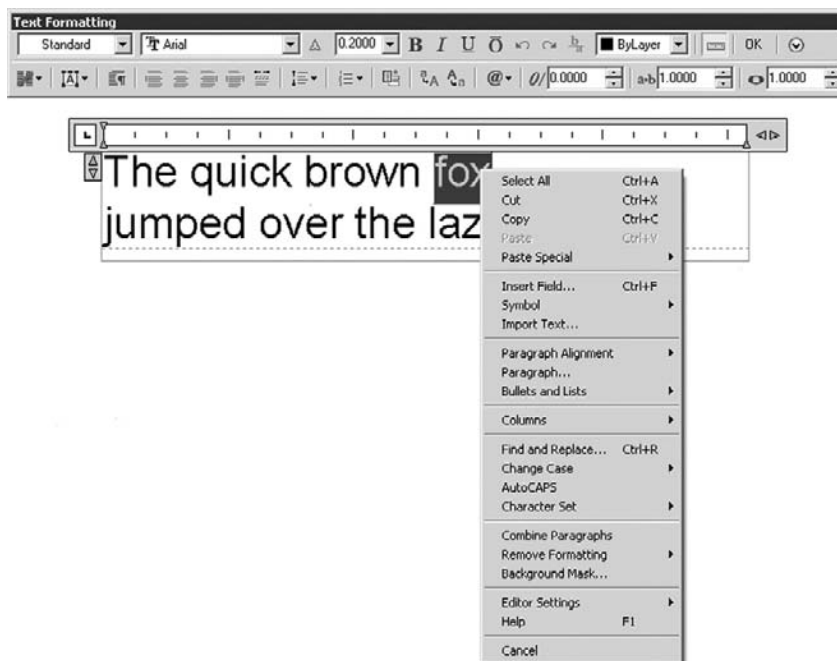 Text Formatting
Standard Arial 0.2000 B I U O ByLayer OK
@ 0/ 0.0000 a-b 1.0000 1.0000
The quick brown fox
jumped over the laz
Select All Ctrl+A
Cut Ctrl+X
Copy Ctrl+C
Paste Ctrl+V
Paste Special
Insert Field... Ctrl+F
Symbol
Import Text...
Paragraph Alignment
Paragraph...
Bullets and Lists
Columns
Find and Replace... Ctrl+R
Change Case
AutoCAPS
Character Set
Combine Paragraphs
Remove Formatting
Background Mask...
Editor Settings
Help F1
Cancel